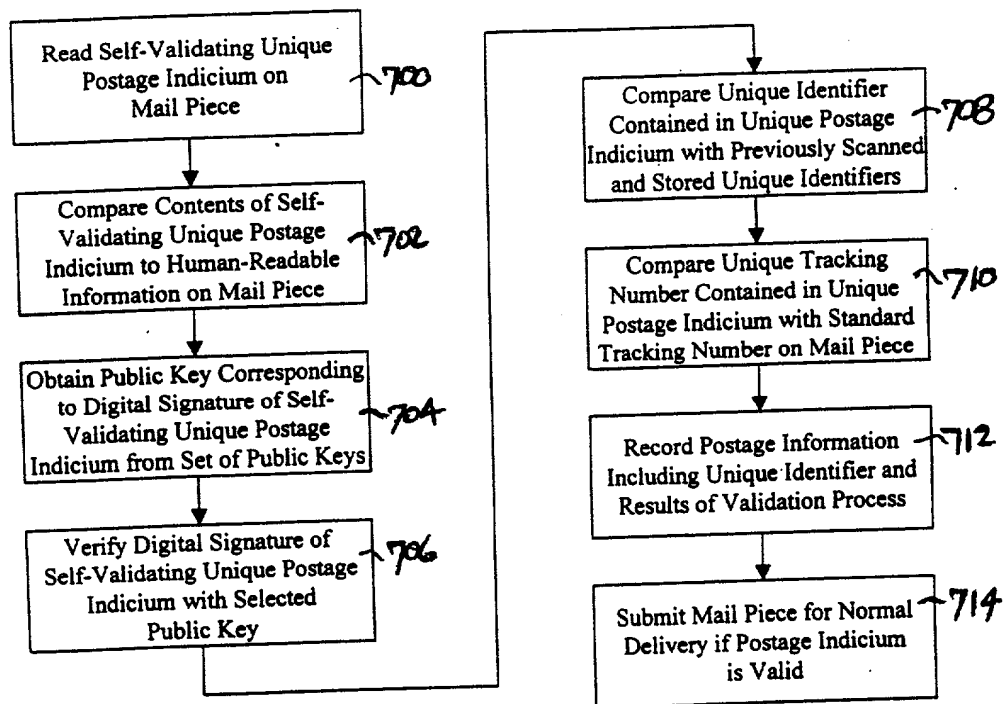 Read Self-Validating Unique
Postage Indicium on
Mail Piece
700
Compare Contents of Self-
Validating Unique Postage
Indicium to Human-Readable
Information on Mail Piece
702
Obtain Public Key Corresponding
to Digital Signature of Self-
Validating Unique Postage
Indicium from Set of Public Keys
704
Verify Digital Signature of
Self-Validating Unique Postage
Indicium with Selected
Public Key
706
Compare Unique Identifier
Contained in Unique Postage
Indicium with Previously Scanned
and Stored Unique Identifiers
708
Compare Unique Tracking
Number Contained in Unique
Postage Indicium with Standard
Tracking Number on Mail Piece
710
Record Postage Information
Including Unique Identifier and
Results of Validation Process
712
Submit Mail Piece for Normal
Delivery if Postage Indicium
is Valid
714